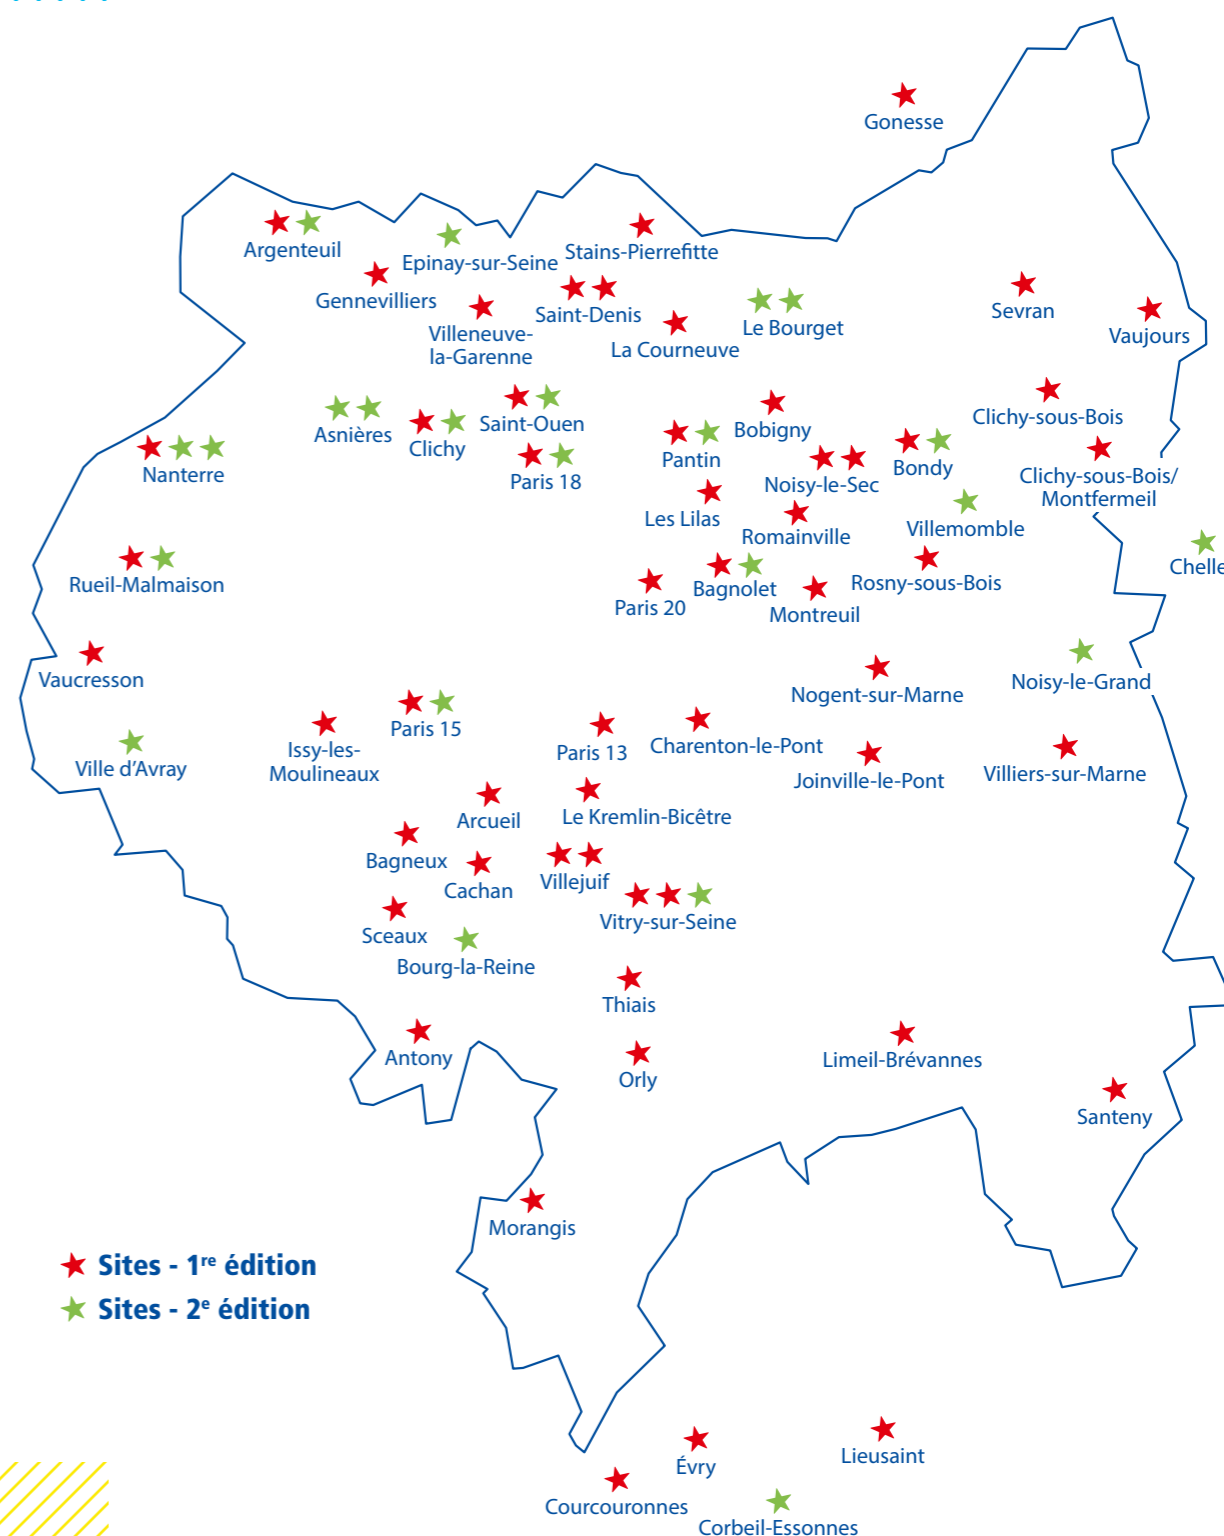 Gonesse
Argenteuil
Epinay-sur-Seine
Stains-Pierrefitte
Gennevilliers
Saint-Denis
Villeneuve-
la-Garenne
La Courneuve
Le Bourget
Sevran
Vaujours
Asnières
Clichy
Saint-Ouen
Paris 18
Nanterre
Pantin
Bobigny
Noisy-le-Sec
Bondy
Clichy-sous-Bois
Clichy-sous-Bois/
Montfermeil
Les Lilas
Romainville
Villemomble
Chelle
Rueil-Malmaison
Paris 20
Bagnolet
Montreuil
Rosny-sous-Bois
Vaucresson
Nogent-sur-Marne
Noisy-le-Grand
Ville d’Avray
Issy-les-
Moulineaux
Paris 15
Paris 13
Charenton-le-Pont
Joinville-le-Pont
Villiers-sur-Marne
Arcueil
Le Kremlin-Bicêtre
Bagneux
Cachan
Villejuif
Vitry-sur-Seine
Sceaux
Bourg-la-Reine
Thiais
Antony
Orly
Limeil-Brévannes
Santeny
Morangis
Sites - 1re édition
Sites - 2e édition
Évry
Lieusaint
Courcouronnes
Corbeil-Essonnes